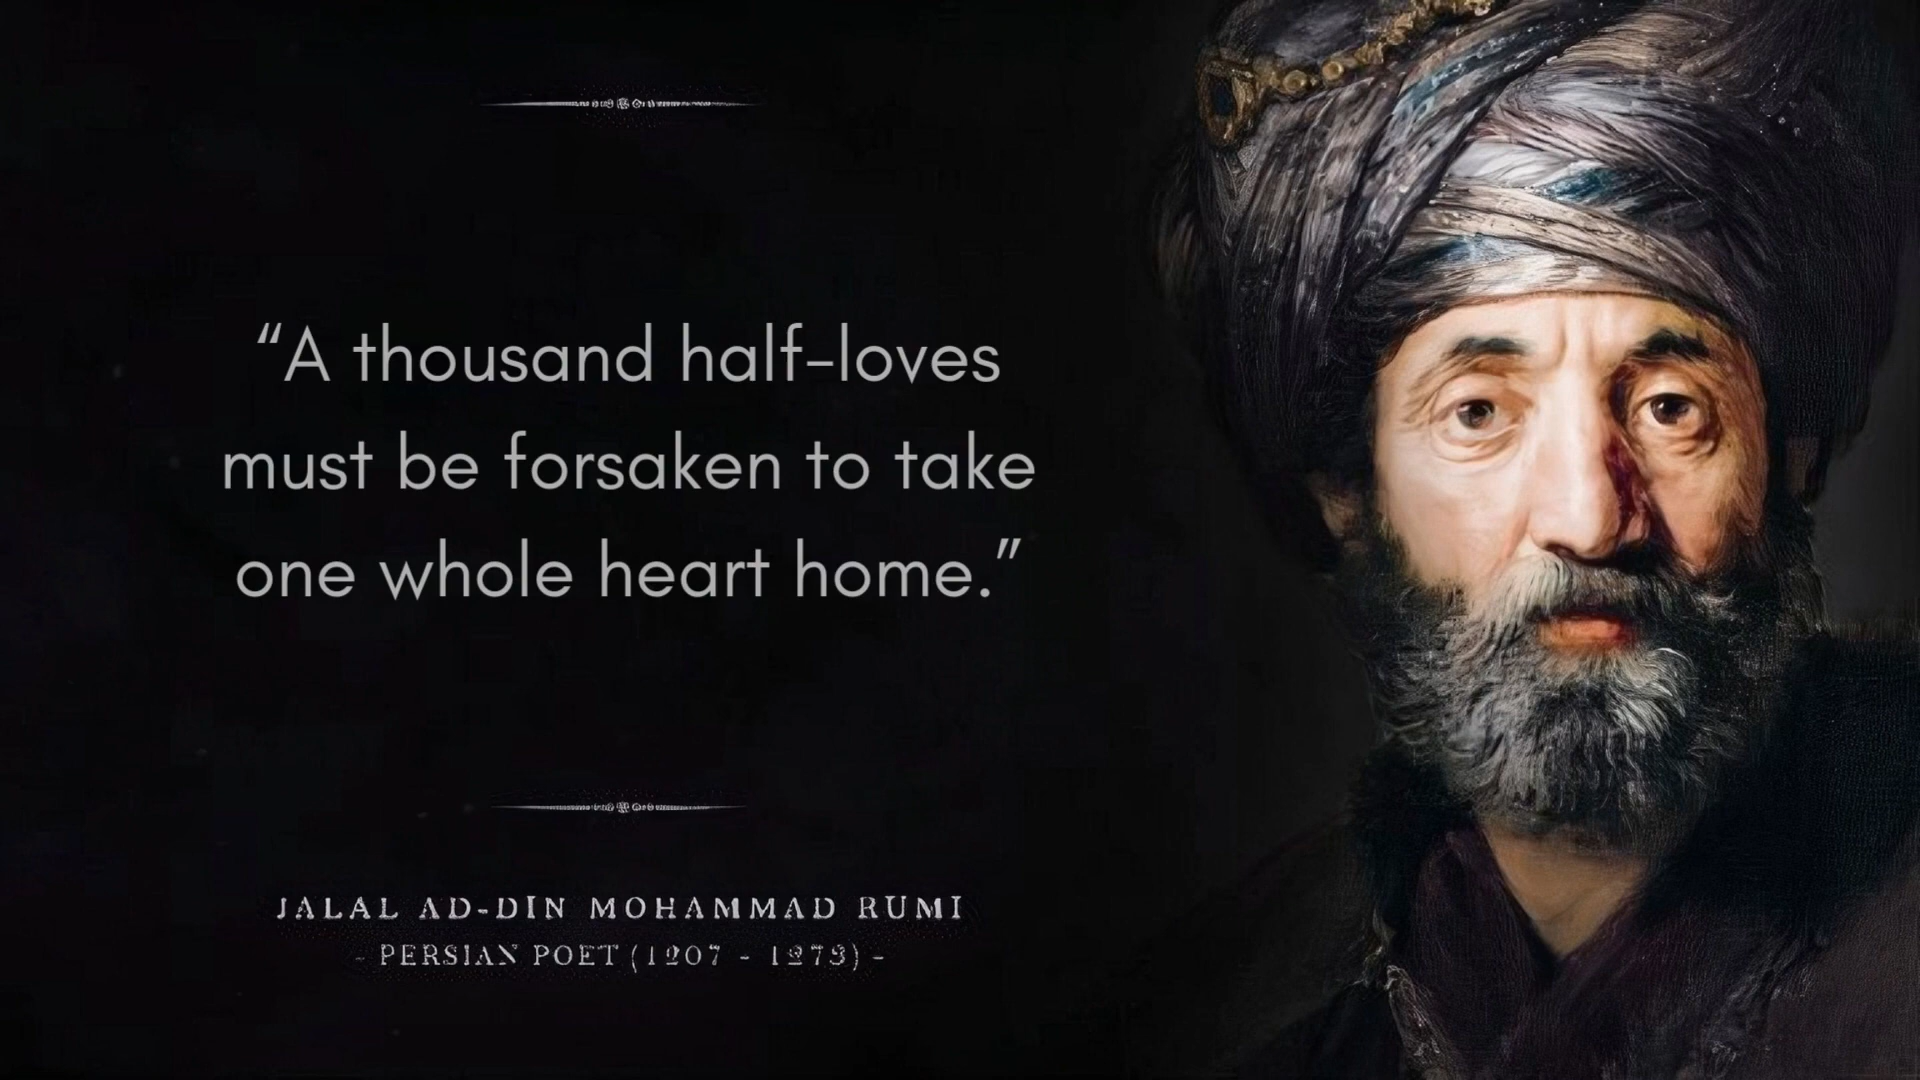 “A thousand half-loves
must be forsaken to take
one whole heart home.”
JALAL AD-DIN MOHAMMAD RUMI
- PERSIAN POET (1207 - 1273) -